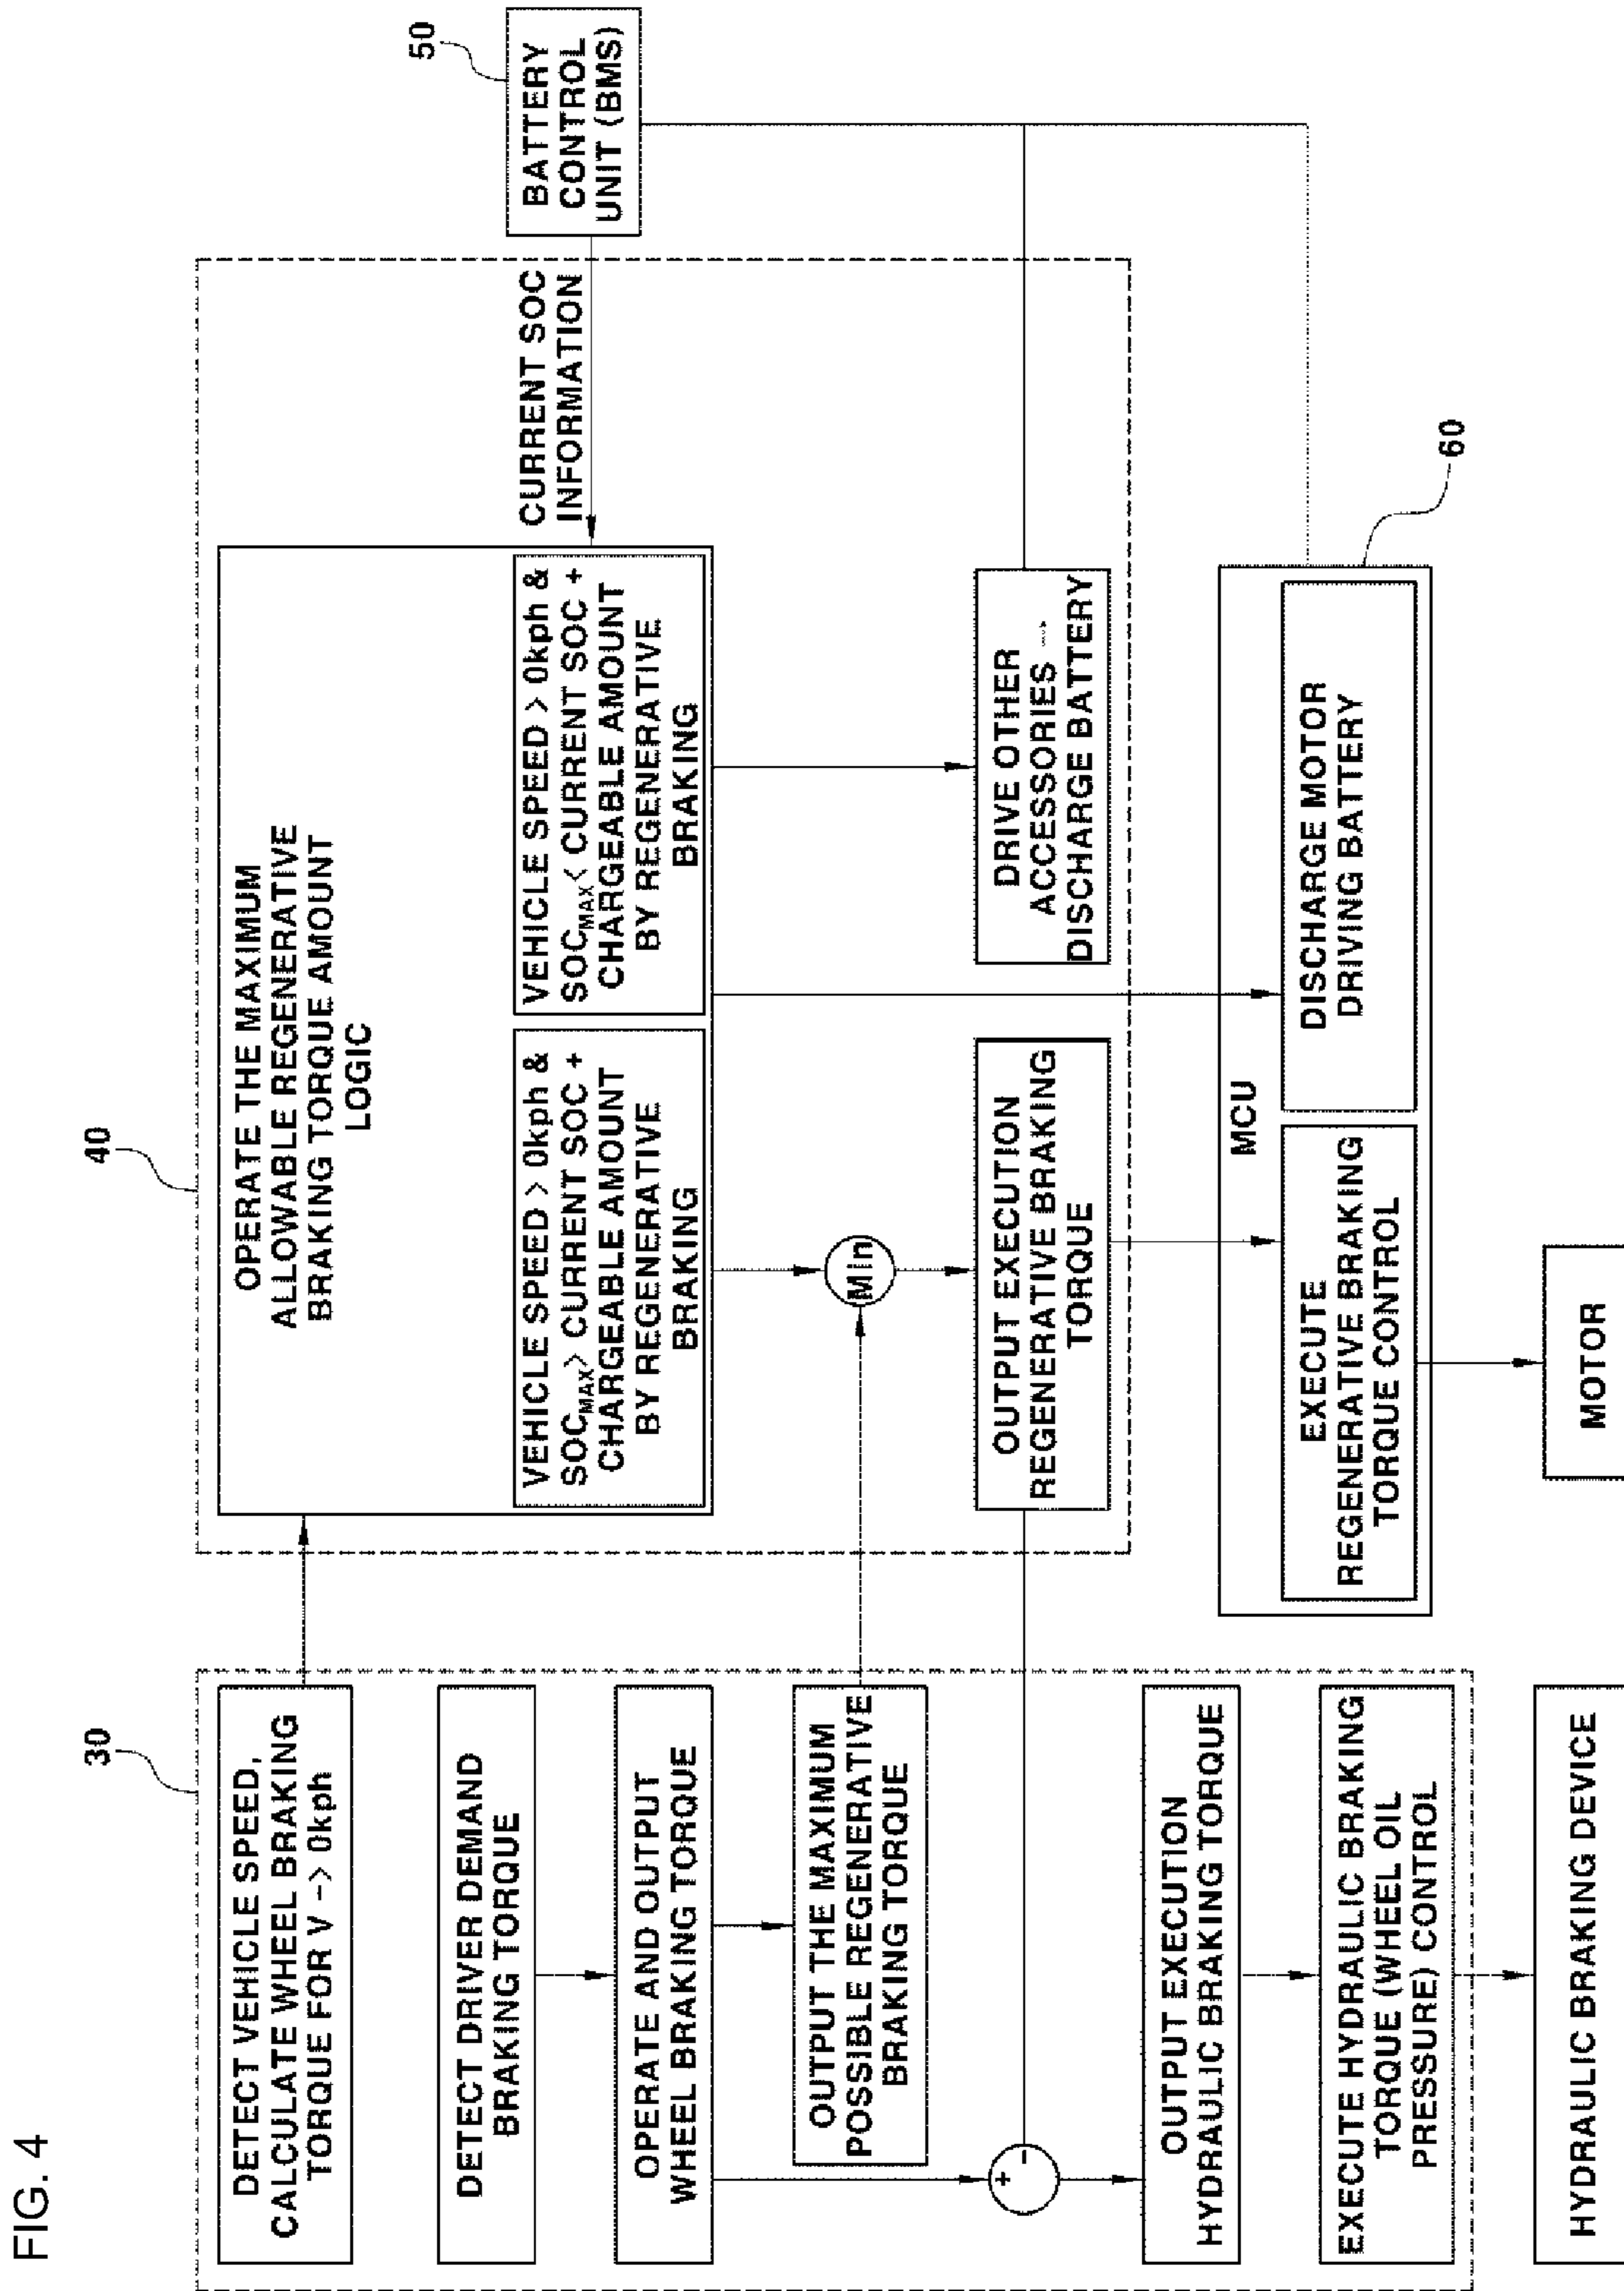 FIG. 4
30
DETECT VEHICLE SPEED,
CALCULATE WHEEL BRAKING
TORQUE FOR V -> 0kph
DETECT DRIVER DEMAND
BRAKING TORQUE
OPERATE AND OUTPUT
WHEEL BRAKING TORQUE
OUTPUT THE MAXIMUM
POSSIBLE REGENERATIVE
BRAKING TORQUE
+
-
OUTPUT EXECUTION
HYDRAULIC BRAKING TORQUE
EXECUTE HYDRAULIC BRAKING
TORQUE (WHEEL OIL
PRESSURE) CONTROL
HYDRAULIC BRAKING DEVICE
40
OPERATE THE MAXIMUM
ALLOWABLE REGENERATIVE
BRAKING TORQUE AMOUNT
LOGIC
VEHICLE SPEED > 0kph &
SOCMAX> CURRENT SOC +
CHARGEABLE AMOUNT
BY REGENERATIVE
BRAKING
VEHICLE SPEED > 0kph &
SOCMAX< CURRENT SOC +
CHARGEABLE AMOUNT
BY REGENERATIVE
BRAKING
CURRENT SOC
INFORMATION
50
BATTERY
CONTROL
UNIT (BMS)
Min
OUTPUT EXECUTION
REGENERATIVE BRAKING
TORQUE
DRIVE OTHER
ACCESSORIES →
DISCHARGE BATTERY
60
MCU
EXECUTE
REGENERATIVE BRAKING
TORQUE CONTROL
DISCHARGE MOTOR
DRIVING BATTERY
MOTOR